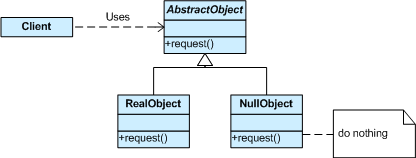 AbstractObject
Uses
Client
+request()
RealObject
NullObject
+request()
+request()
do nothing